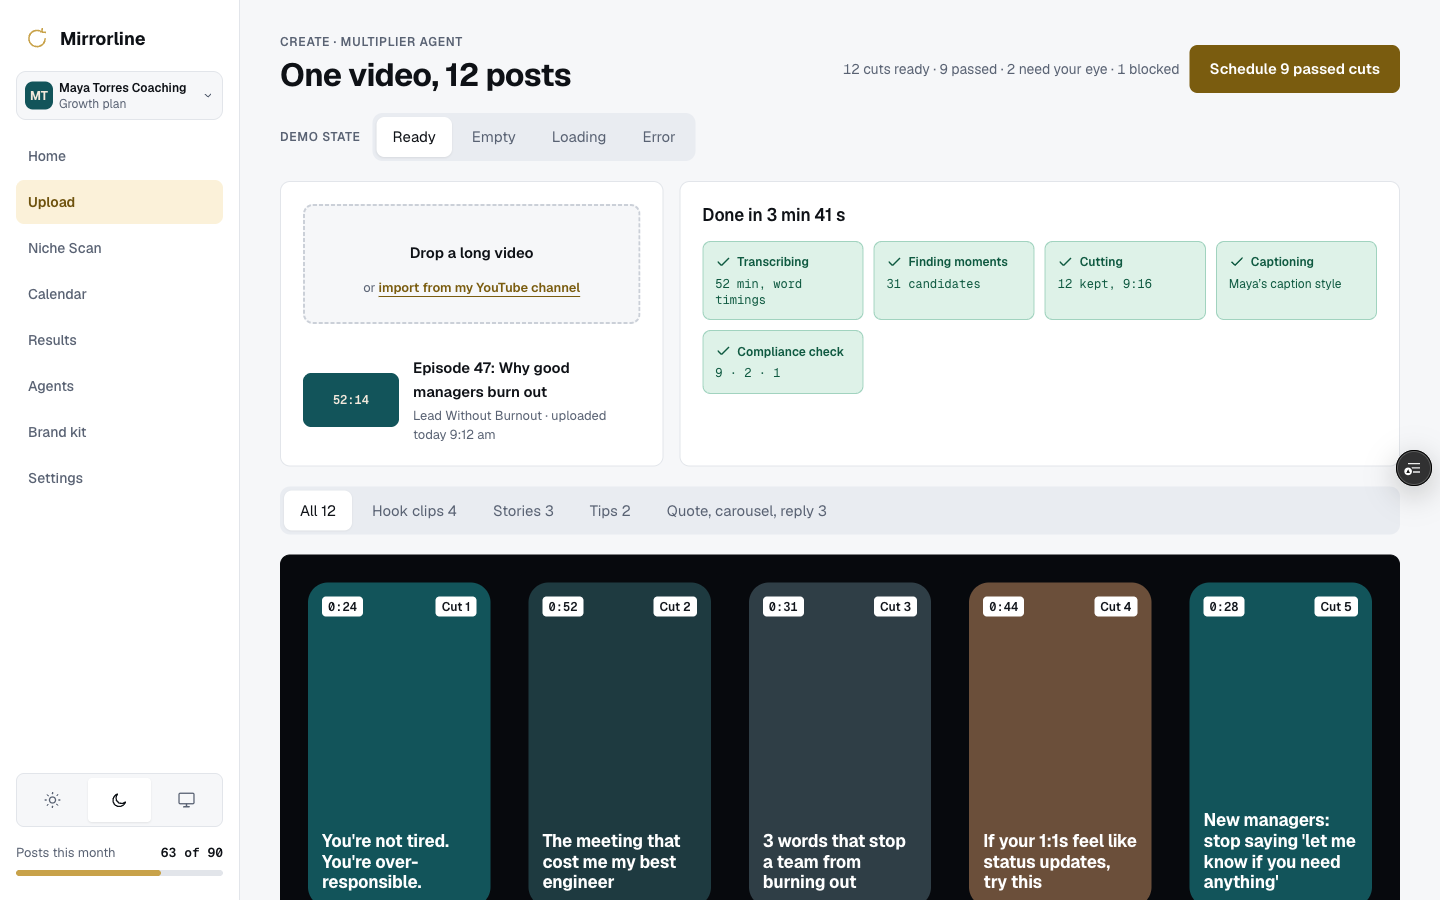 Mirrorline
MT
Maya Torres Coaching
Growth plan
Home
Upload
Niche Scan
Calendar
Results
Agents
Brand kit
Settings
Posts this month
63 of 90
CREATE · MULTIPLIER AGENT
One video, 12 posts
12 cuts ready · 9 passed · 2 need your eye · 1 blocked
Schedule 9 passed cuts
DEMO STATE
Ready
Empty
Loading
Error
Drop a long video
or import from my YouTube channel
52:14
Episode 47: Why good
managers burn out
Lead Without Burnout · uploaded
today 9:12 am
Done in 3 min 41 s
Transcribing
52 min, word
timings
Finding moments
31 candidates
Cutting
12 kept, 9:16
Captioning
Maya's caption style
Compliance check
9 · 2 · 1
All 12
Hook clips 4
Stories 3
Tips 2
Quote, carousel, reply 3
0:24
Cut 1
You're not tired.
You're over-
responsible.
0:52
Cut 2
The meeting that
cost me my best
engineer
0:31
Cut 3
3 words that stop
a team from
burning out
0:44
Cut 4
If your 1:1s feel like
status updates,
try this
0:28
Cut 5
New managers:
stop saying 'let me
know if you need
anything'